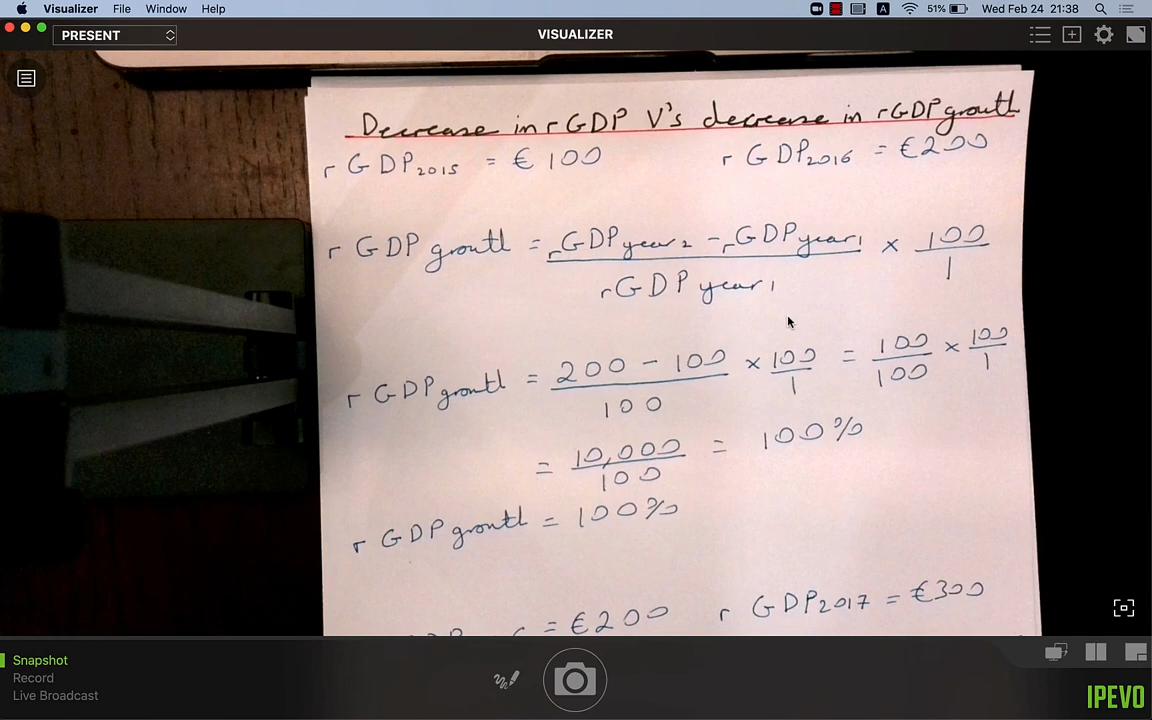 Visualizer File Window Help A 51% Wed Feb 24 21:38
PRESENT VISUALIZER
Decrease in rGDP V's decrease in rGDP growth
rGDP2015 = €100 rGDP2016 = €200
rGDP growth = rGDPyear2 - rGDPyear1 × 100
rGDPyear1 1
rGDP growth = 200 - 100 × 100 = 100 × 100
100 1 100 1
= 10,000 = 100%
100
rGDP growth = 100%
= €200 rGDP2017 = €300
Snapshot
Record
Live Broadcast
IPEVO